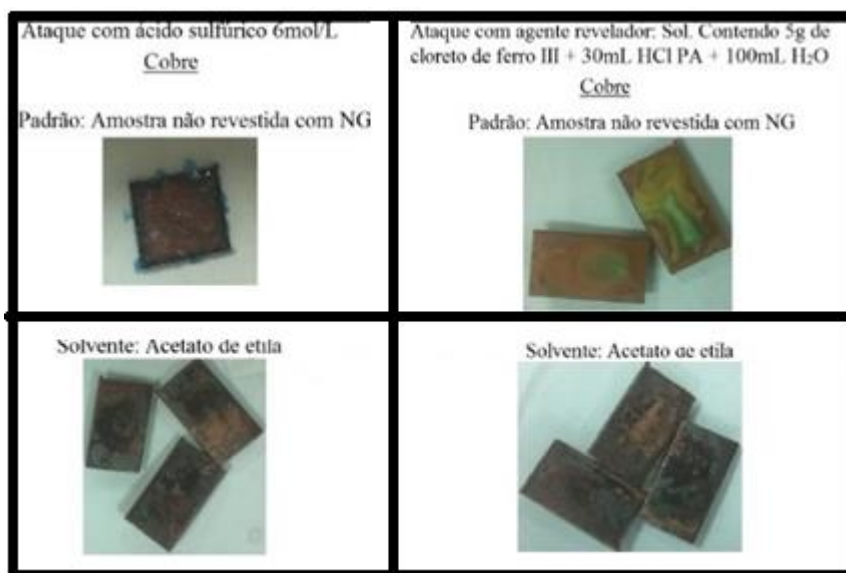 Ataque com ácido sulfúrico 6mol/L
Cobre
Padrão: Amostra não revestida com NG
Ataque com agente revelador: Sol. Contendo 5g de
cloreto de ferro III + 30mL HCl PA + 100mL H₂O
Cobre
Padrão: Amostra não revestida com NG
Solvente: Acetato de etila
Solvente: Acetato de etila